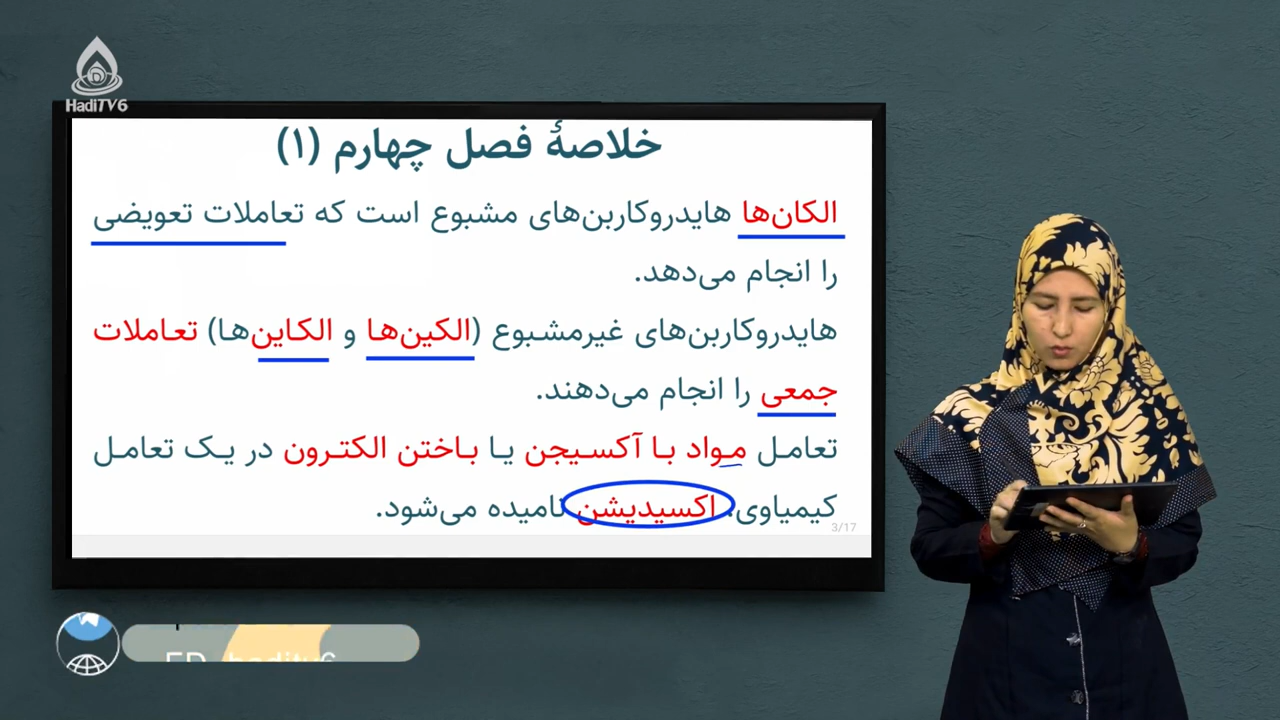 HadiTV6
خلاصهٔ فصل چهارم (۱)
الکان‌ها هایدروکاربن‌های مشبوع است که تعاملات تعویضی
را انجام می‌دهد.
هایدروکاربن‌های غیرمشبوع (الکین‌ها و الکاین‌ها) تعاملات
جمعی را انجام می‌دهند.
تعامل مواد با آکسیجن یا باختن الکترون در یک تعامل
کیمیاوی، اکسیدیشن نامیده می‌شود.
3/17